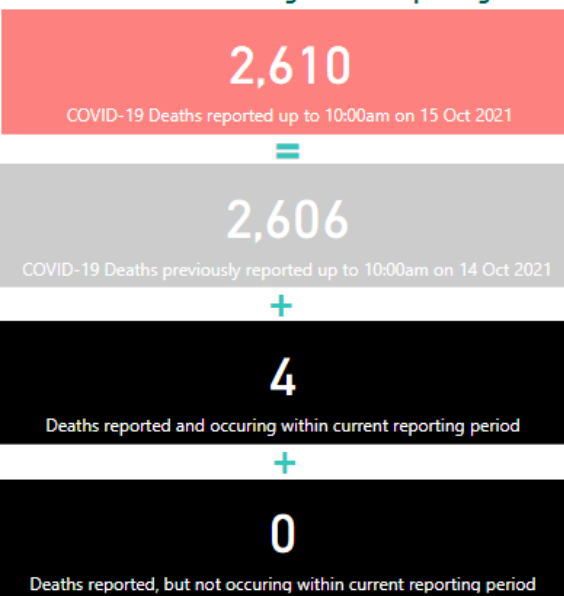 2,610
COVID-19 Deaths reported up to 10:00am on 15 Oct 2021
=
2,606
COVID-19 Deaths previously reported up to 10:00am on 14 Oct 2021
+
4
Deaths reported and occuring within current reporting period
+
0
Deaths reported, but not occuring within current reporting period